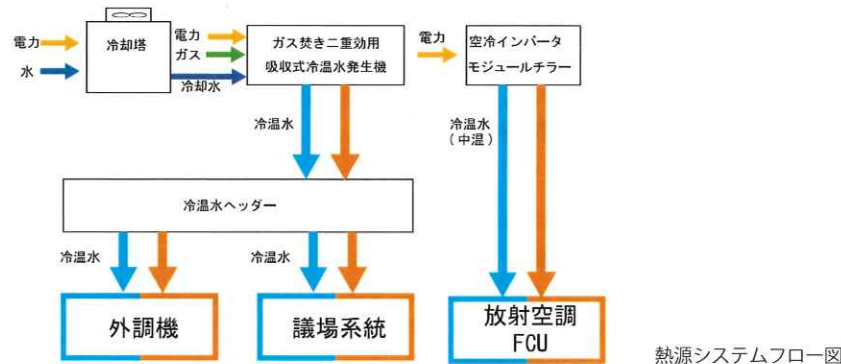 電力
水
冷却塔
電力
ガス
冷却水
ガス焚き二重効用
吸収式冷温水発生機
電力
空冷インバータ
モジュールチラー
冷温水
冷温水
(中温)
冷温水ヘッダー
冷温水
冷温水
外調機
議場系統
放射空調
FCU
熱源システムフロー図